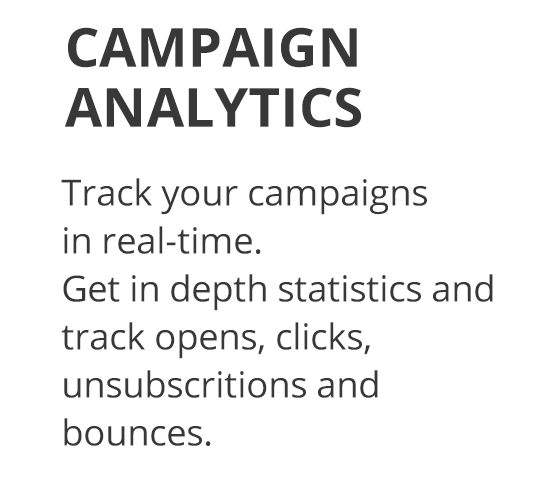 CAMPAIGN
ANALYTICS
Track your campaigns
in real-time.
Get in depth statistics and
track opens, clicks,
unsubscritions and
bounces.